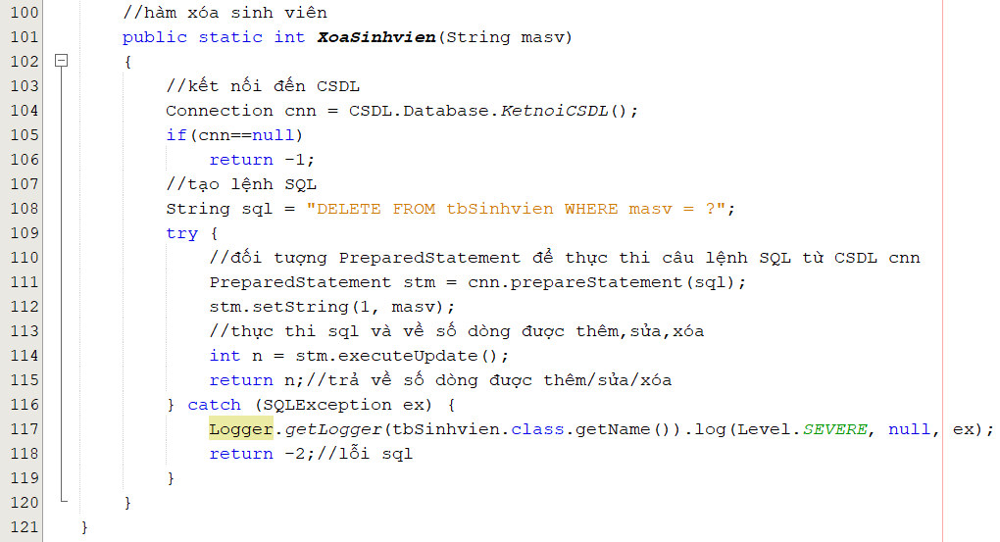 100 //hàm xóa sinh viên
101 public static int XoaSinhvien(String masv)
102 {
103 //kết nối đến CSDL
104 Connection cnn = CSDL.Database.KetnoiCSDL();
105 if(cnn==null)
106 return -1;
107 //tạo lệnh SQL
108 String sql = "DELETE FROM tbSinhvien WHERE masv = ?";
109 try {
110 //đối tượng PreparedStatement để thực thi câu lệnh SQL từ CSDL cnn
111 PreparedStatement stm = cnn.prepareStatement(sql);
112 stm.setString(1, masv);
113 //thực thi sql và về số dòng được thêm,sửa,xóa
114 int n = stm.executeUpdate();
115 return n;//trả về số dòng được thêm/sửa/xóa
116 } catch (SQLException ex) {
117 Logger.getLogger(tbSinhvien.class.getName()).log(Level.SEVERE, null, ex);
118 return -2;//lỗi sql
119 }
120 }
121 }